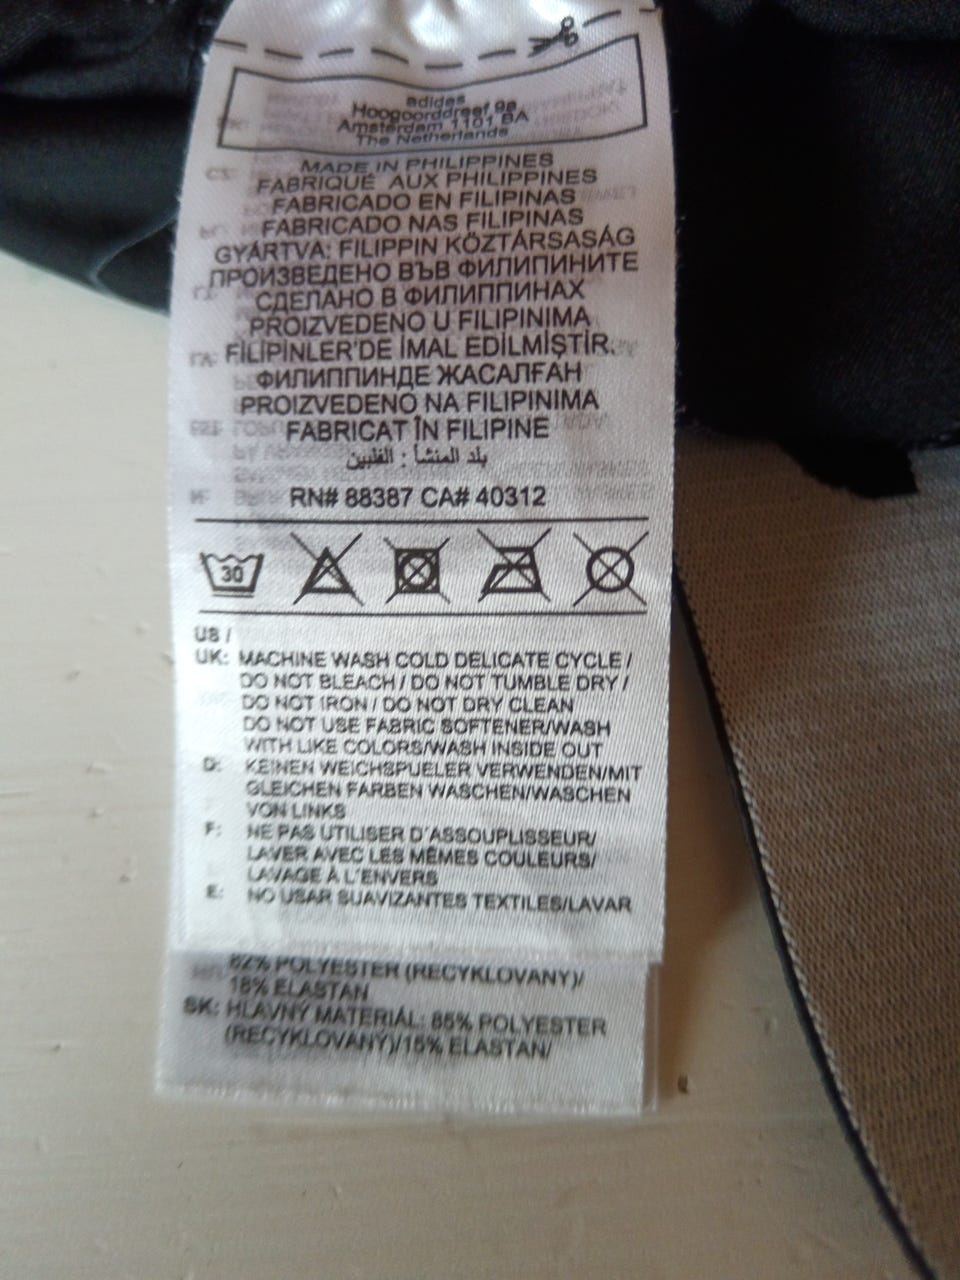 adidas
Hoogoorddreef 9a
Amsterdam 1101 BA
The Netherlands
MADE IN PHILIPPINES
FABRIQUÉ AUX PHILIPPINES
FABRICADO EN FILIPINAS
FABRICADO NAS FILIPINAS
GYÁRTVA: FILIPPIN KÖZTÁRSASÁG
ПРОИЗВЕДЕНО ВЪВ ФИЛИПИНИТЕ
СДЕЛАНО В ФИЛИППИНАХ
PROIZVEDENO U FILIPINIMA
FİLİPİNLER'DE İMAL EDİLMİŞTİR.
ФИЛИППИНДЕ ЖАСАЛҒАН
PROIZVEDENO NA FILIPINIMA
FABRICAT ÎN FILIPINE
بلد المنشأ : الفلبين
RN# 88387 CA# 40312
30
US /
UK: MACHINE WASH COLD DELICATE CYCLE /
DO NOT BLEACH / DO NOT TUMBLE DRY /
DO NOT IRON / DO NOT DRY CLEAN
DO NOT USE FABRIC SOFTENER/WASH
WITH LIKE COLORS/WASH INSIDE OUT
D: KEINEN WEICHSPUELER VERWENDEN/MIT
GLEICHEN FARBEN WASCHEN/WASCHEN
VON LINKS
F: NE PAS UTILISER D'ASSOUPLISSEUR/
LAVER AVEC LES MÊMES COULEURS/
LAVAGE À L'ENVERS
E: NO USAR SUAVIZANTES TEXTILES/LAVAR
82% POLYESTER (RECYKLOVANÝ)/
18% ELASTAN
SK: HLAVNÝ MATERIÁL: 85% POLYESTER
(RECYKLOVANÝ)/15% ELASTAN/